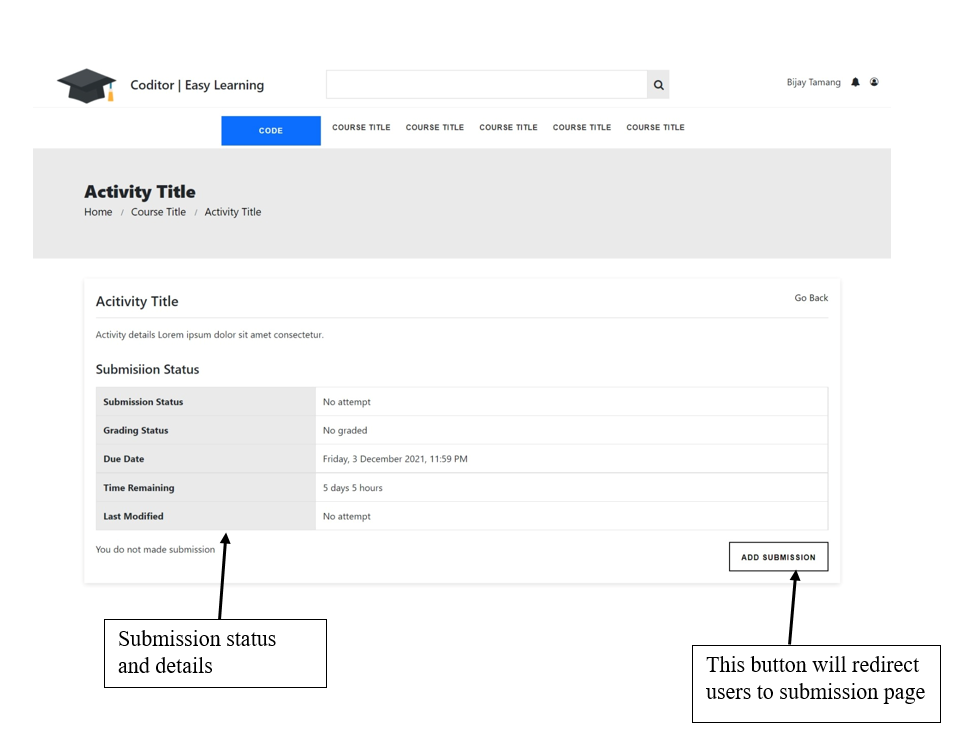 Coditor | Easy Learning
Bijay Tamang
CODE COURSE TITLE COURSE TITLE COURSE TITLE COURSE TITLE COURSE TITLE
Activity Title
Home / Course Title / Activity Title
Acitivity Title
Go Back
Activity details Lorem ipsum dolor sit amet consectetur.
Submisiion Status
Submission Status No attempt
Grading Status No graded
Due Date Friday, 3 December 2021, 11:59 PM
Time Remaining 5 days 5 hours
Last Modified No attempt
You do not made submission
ADD SUBMISSION
Submission status
and details
This button will redirect
users to submission page